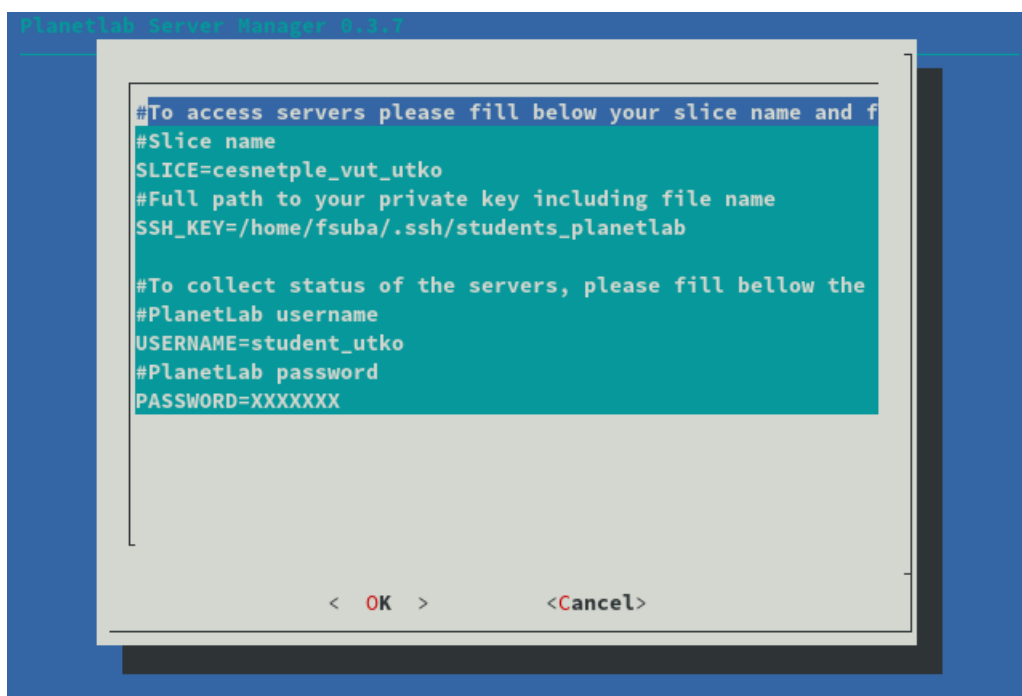 Planetlab Server Manager 0.3.7
#To access servers please fill below your slice name and f
#Slice name
SLICE=cesnetple_vut_utko
#Full path to your private key including file name
SSH_KEY=/home/fsuba/.ssh/students_planetlab
#To collect status of the servers, please fill bellow the
#PlanetLab username
USERNAME=student_utko
#PlanetLab password
PASSWORD=XXXXXXX
< OK > <Cancel>